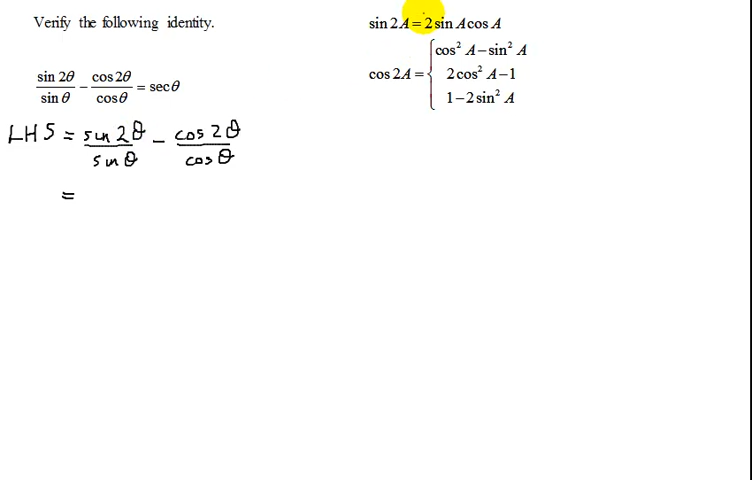 Verify the following identity.
sin 2θ / sin θ − cos 2θ / cos θ = sec θ
LHS = sin 2θ / sin θ − cos 2θ / cos θ
=
sin 2A = 2 sin A cos A
cos 2A = { cos² A − sin² A
2 cos² A − 1
1 − 2 sin² A